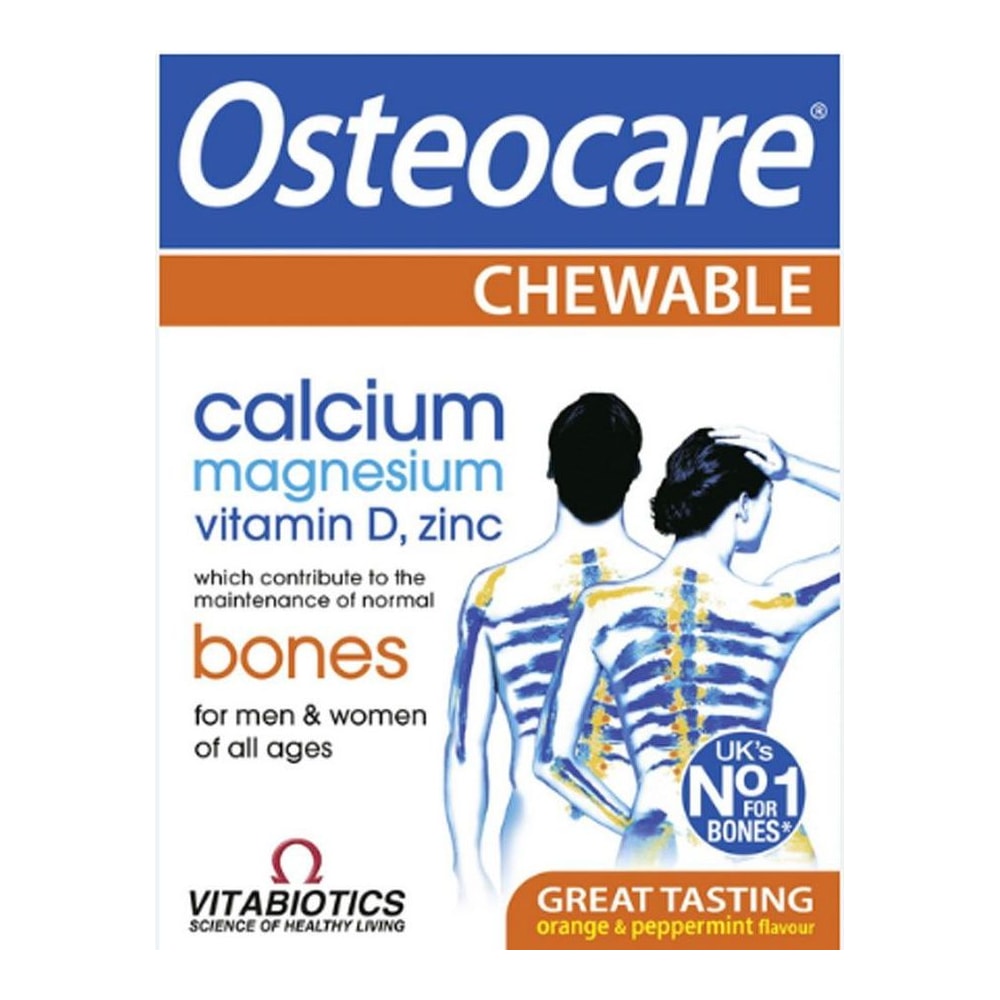 Osteocare®
CHEWABLE
calcium
magnesium
vitamin D, zinc
which contribute to the
maintenance of normal
bones
for men & women
of all ages
UK's
No1
FOR
BONES*
VITABIOTICS
SCIENCE OF HEALTHY LIVING
GREAT TASTING
orange & peppermint flavour